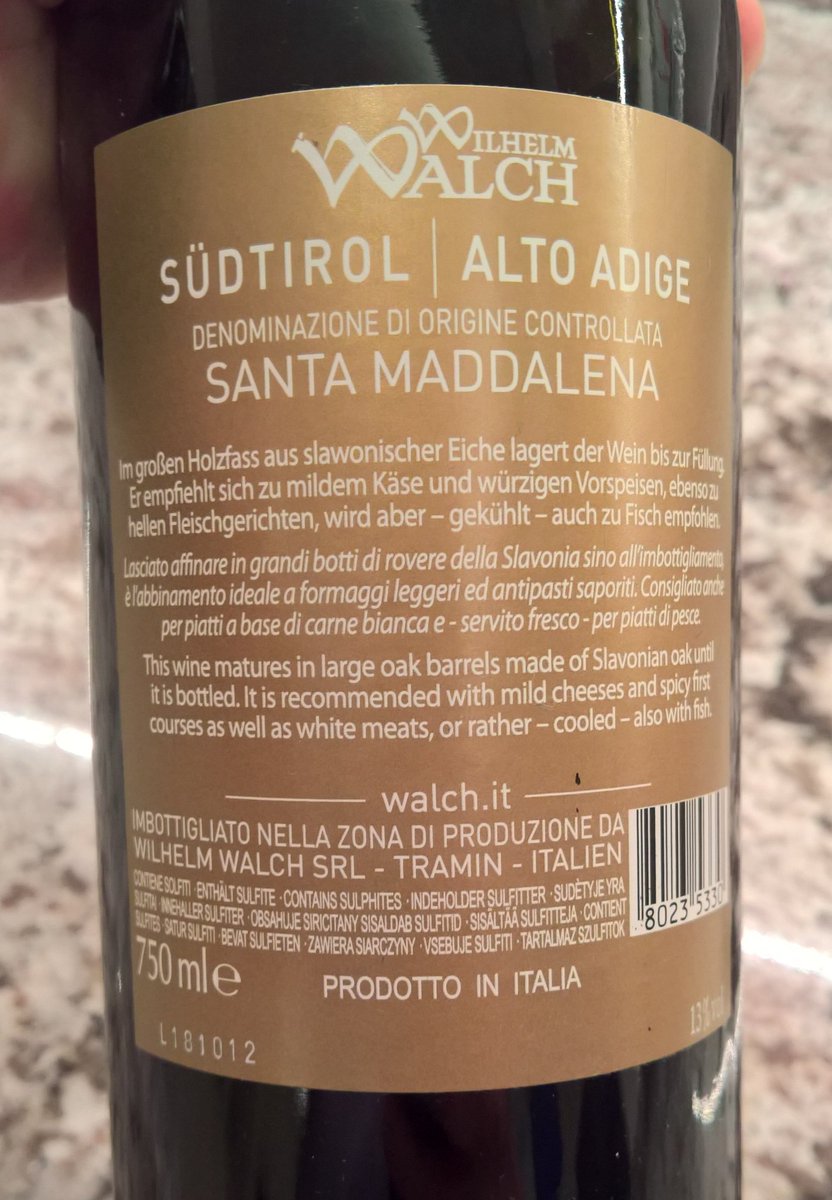 WILHELM
WALCH
SÜDTIROL | ALTO ADIGE
DENOMINAZIONE DI ORIGINE CONTROLLATA
SANTA MADDALENA
Im großen Holzfass aus slawonischer Eiche lagert der Wein bis zur Füllung.
Er empfiehlt sich zu mildem Käse und würzigen Vorspeisen, ebenso zu
hellen Fleischgerichten, wird aber – gekühlt – auch zu Fisch empfohlen.
Lasciato affinare in grandi botti di rovere della Slavonia sino all'imbottigliamento,
è l'abbinamento ideale a formaggi leggeri ed antipasti saporiti. Consigliato anche
per piatti a base di carne bianca e - servito fresco - per piatti di pesce.
This wine matures in large oak barrels made of Slavonian oak until
it is bottled. It is recommended with mild cheeses and spicy first
courses as well as white meats, or rather – cooled – also with fish.
walch.it
IMBOTTIGLIATO NELLA ZONA DI PRODUZIONE DA
WILHELM WALCH SRL - TRAMIN - ITALIEN
CONTIENE SOLFITI · ENTHÄLT SULFITE · CONTAINS SULPHITES · INDEHOLDER SULFITTER · SUDĖTYJE YRA
SULFITAI · INNEHALLER SULFITER · OBSAHUJE SIRICITANY SISALDAB SULFITID · SISÄLTÄÄ SULFITTEJA · CONTIENT
SULFITES · SATUR SULFITI · BEVAT SULFIETEN · ZAWIERA SIARCZYNY · VSEBUJE SULFITI · TARTALMAZ SZULFITOK
8023 5330
750 ml e
PRODOTTO IN ITALIA
13% vol
L181012